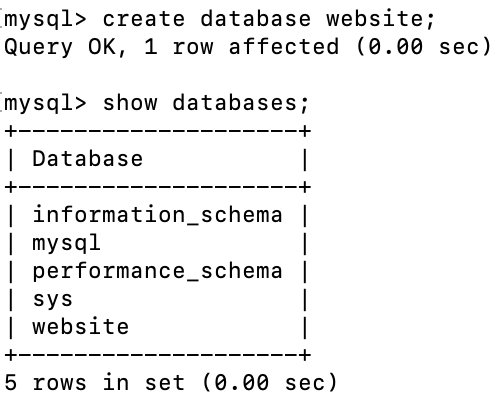 mysql> create database website;
Query OK, 1 row affected (0.00 sec)
mysql> show databases;
+--------------------+
| Database           |
+--------------------+
| information_schema |
| mysql              |
| performance_schema |
| sys                |
| website            |
+--------------------+
5 rows in set (0.00 sec)